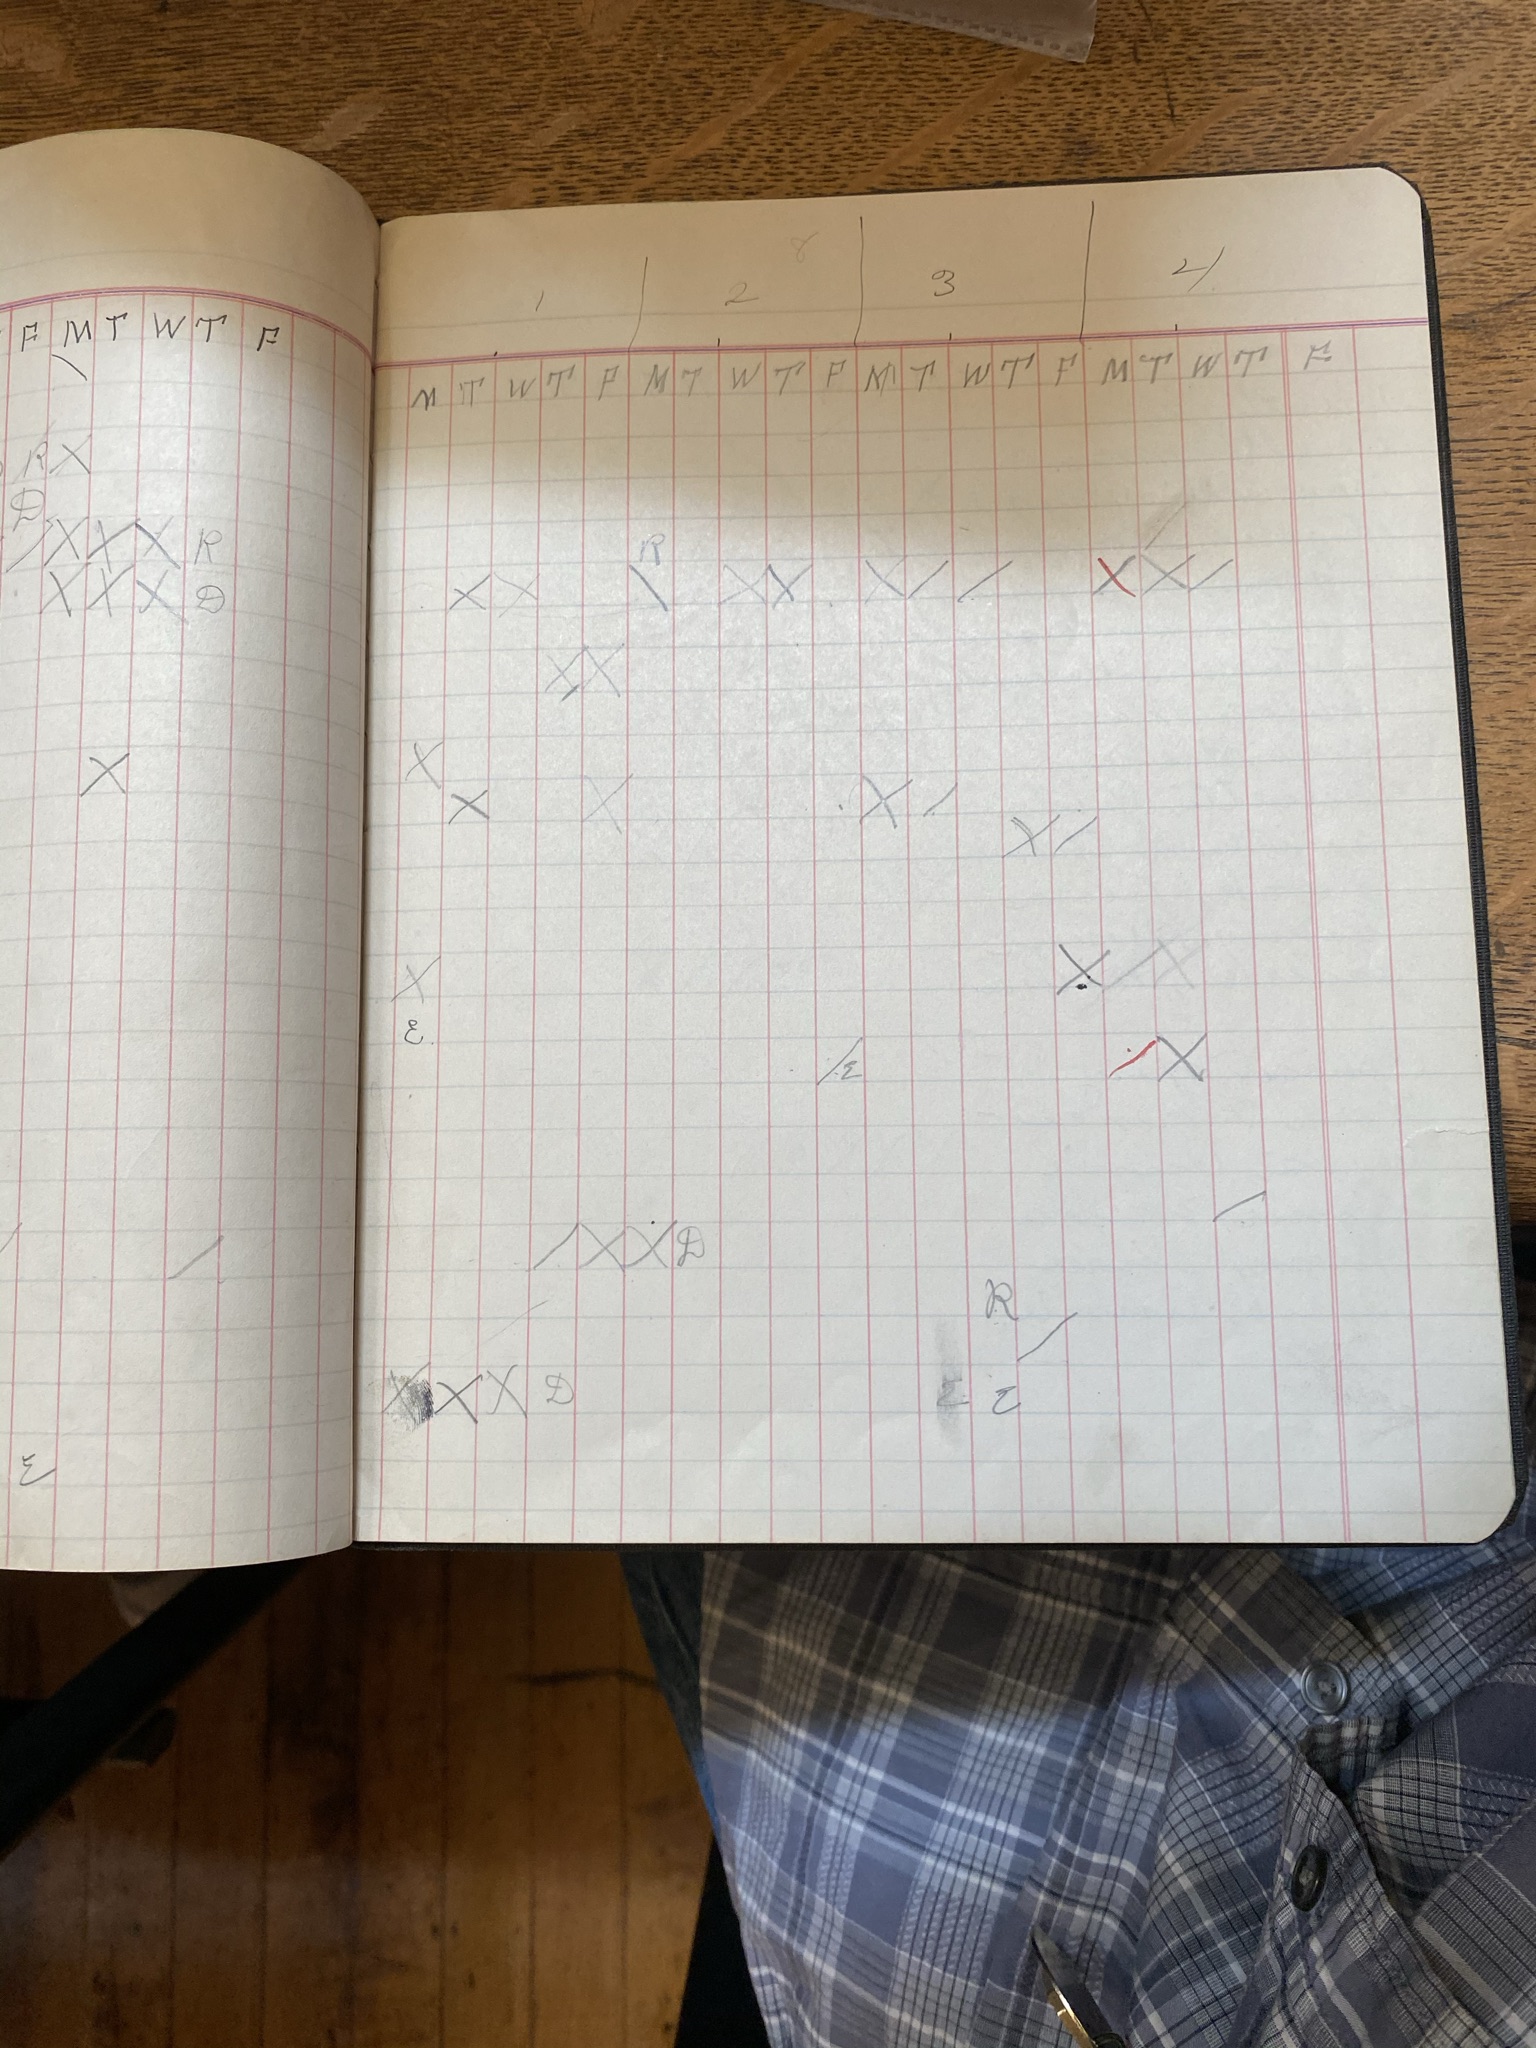 F M T W T F
\
R X
D
/ X X X R
X X X D
X
/ /
E
8
1 2 3 4
M T W T F M T W T F M T W T F M T W T F
R /
X X \ X X X / / X X /
X X
X
X X X /
X /
X X / X
E
/ E / X
/
/ X X D
R
/ /
X X X D E E